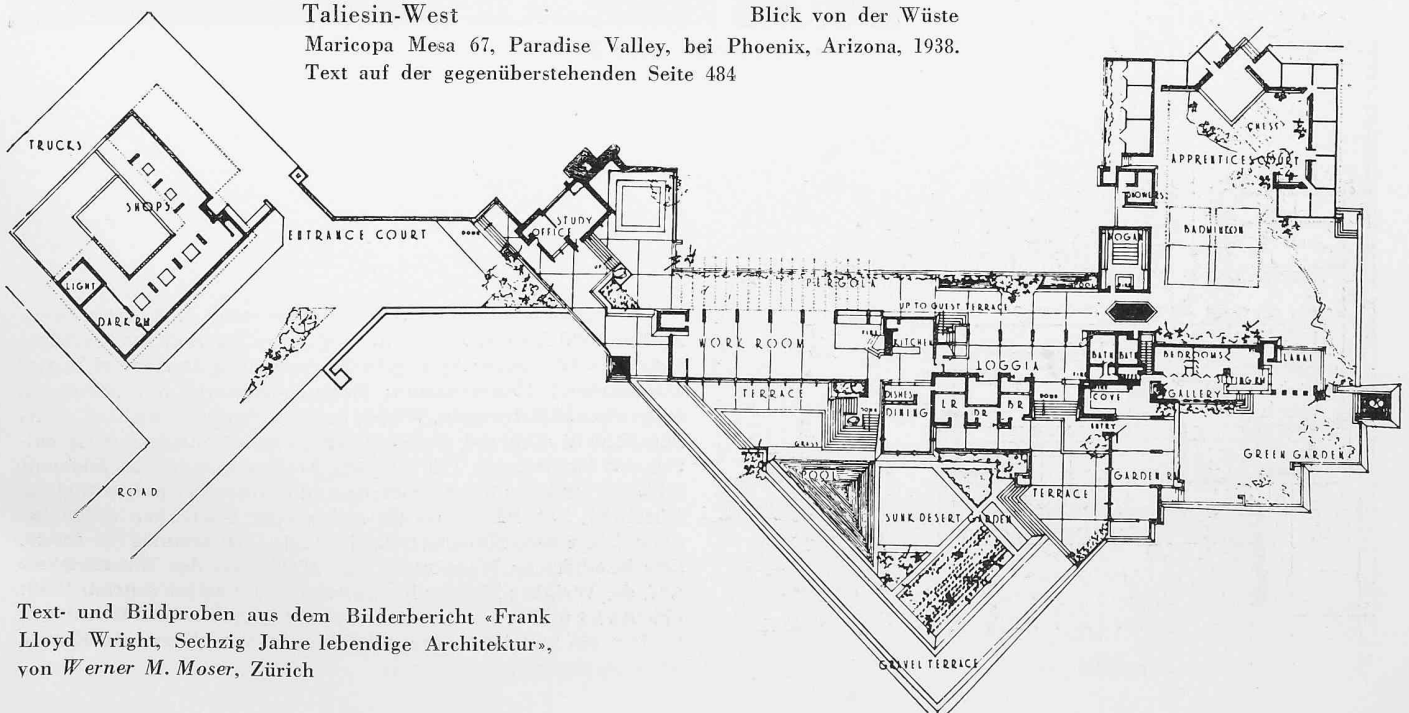 Taliesin-West Blick von der Wüste
Maricopa Mesa 67, Paradise Valley, bei Phoenix, Arizona, 1938.
Text auf der gegenüberstehenden Seite 484
TRUCKS
SHOPS
LIGHT
DARK RM
ENTRANCE COURT
ROAD
STUDY
OFFICE
PERGOLA
UP TO GUEST TERRACE
WORK ROOM
KITCHEN
TERRACE
DISHES
DINING
LOGGIA
LR
DR
BR
APPRENTICES COURT
SHOWERS
BADMINTON
HOGAN
BATH
BATH
BEDROOMS
SITTING RM
LANAI
COVE
GALLERY
ENTRY
GARDEN RM
GREEN GARDEN
GRASS
POOL
SUNK DESERT GARDEN
TERRACE
GRAVEL TERRACE
Text- und Bildproben aus dem Bilderbericht «Frank
Lloyd Wright, Sechzig Jahre lebendige Architektur»,
von Werner M. Moser, Zürich